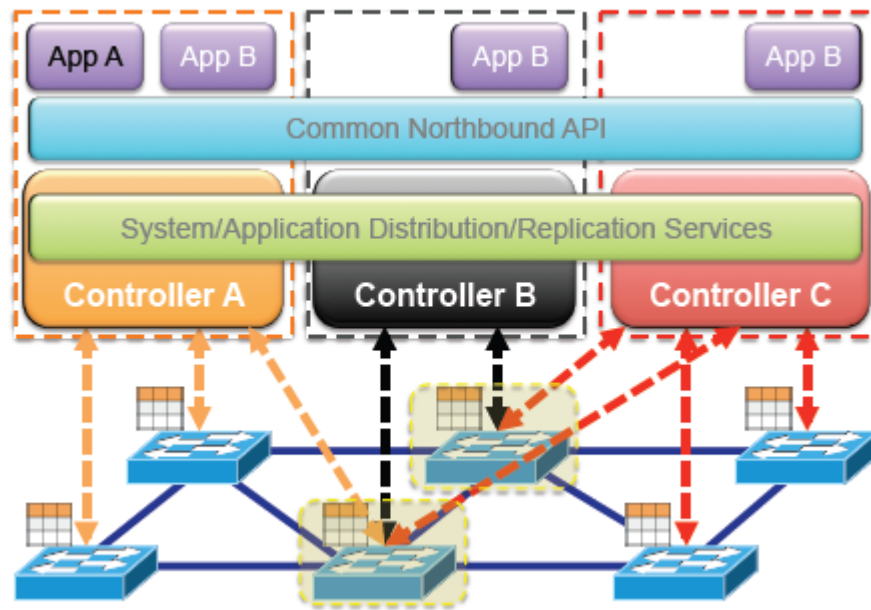 App A
App B
App B
App B
Common Northbound API
System/Application Distribution/Replication Services
Controller A
Controller B
Controller C